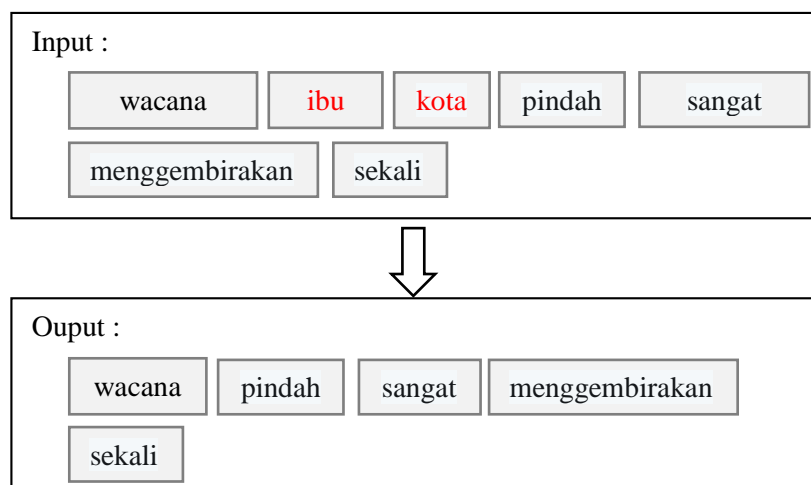 Input :
wacana ibu kota pindah sangat
menggembirakan sekali
Ouput :
wacana pindah sangat menggembirakan
sekali